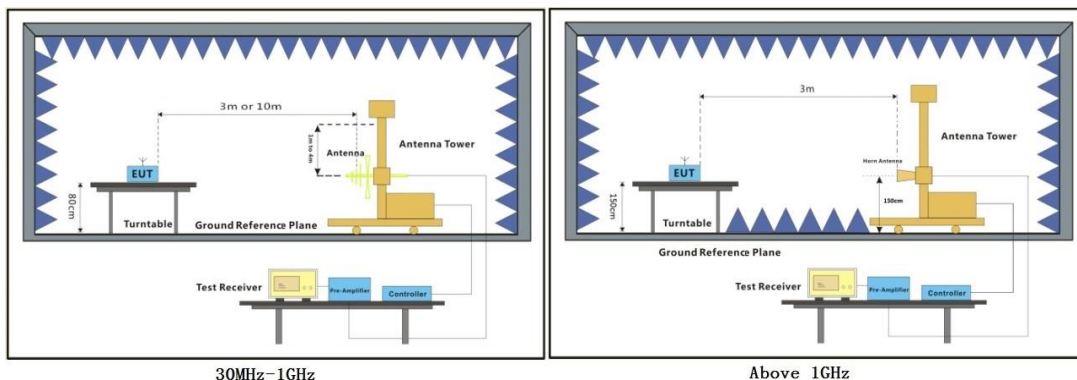 3m or 10m
1m to 4m
Antenna
Antenna Tower
EUT
80cm
Turntable
Ground Reference Plane
Test Receiver
Pre-Amplifier
Controller
30MHz-1GHz
3m
Antenna Tower
Horn Antenna
EUT
150cm
150cm
Turntable
Ground Reference Plane
Test Receiver
Pre-Amplifier
Controller
Above 1GHz